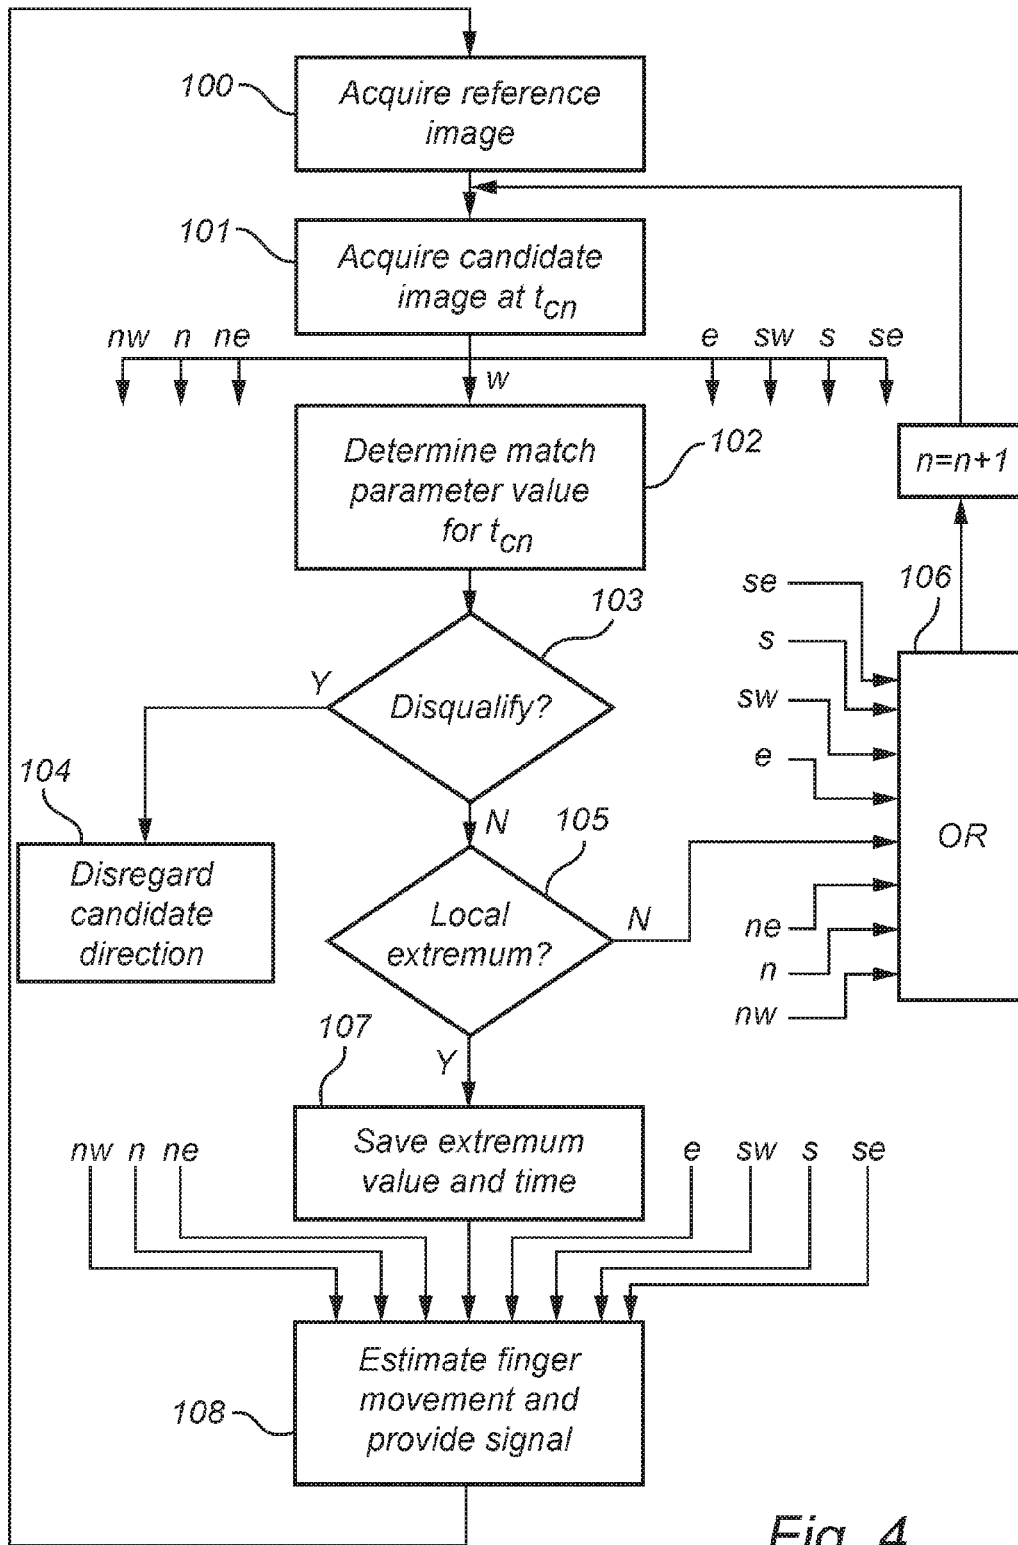 100
Acquire reference
image
101
Acquire candidate
image at tcn
nw n ne
w
e sw s se
102
Determine match
parameter value
for tcn
n=n+1
103
Disqualify?
Y
N
104
Disregard
candidate
direction
105
Local
extremum?
N
Y
106
se
s
sw
e
ne
n
nw
OR
107
Save extremum
value and time
nw n ne
e sw s se
108
Estimate finger
movement and
provide signal
Fig. 4